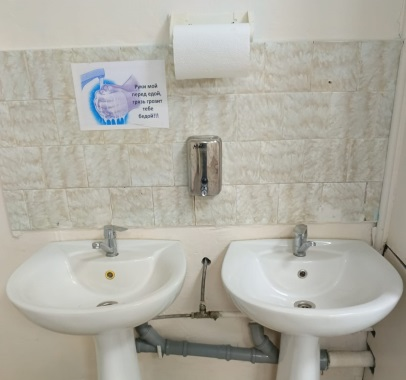 Руки мой
перед едой,
грязь грозит
тебе
бедой!!!